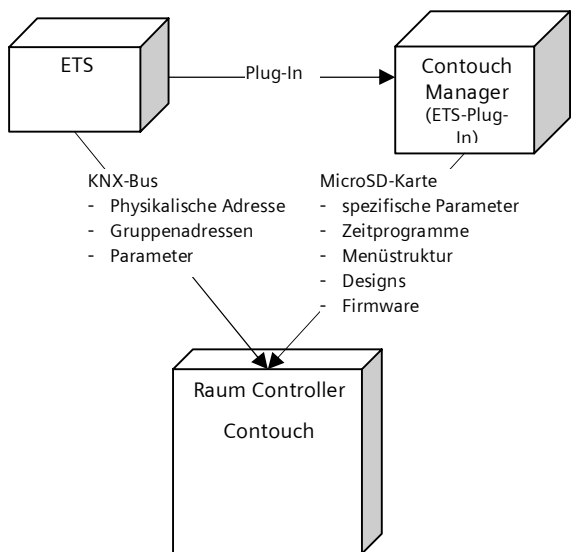 ETS
Plug-In
Contouch
Manager
(ETS-Plug-
In)
KNX-Bus
- Physikalische Adresse
- Gruppenadressen
- Parameter
MicroSD-Karte
- spezifische Parameter
- Zeitprogramme
- Menüstruktur
- Designs
- Firmware
Raum Controller
Contouch